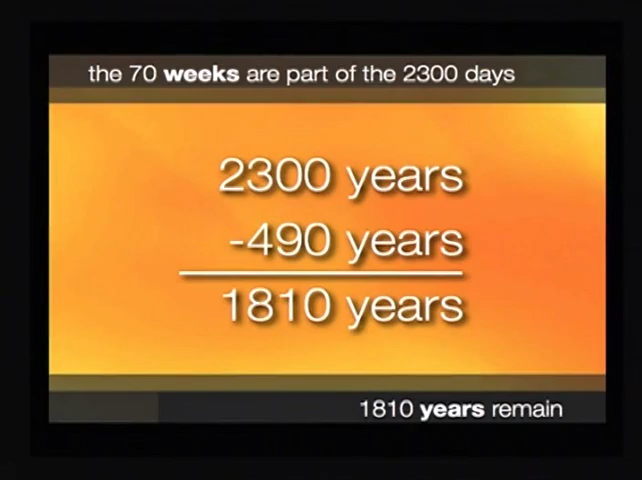 the 70 weeks are part of the 2300 days
2300 years
-490 years
1810 years
1810 years remain